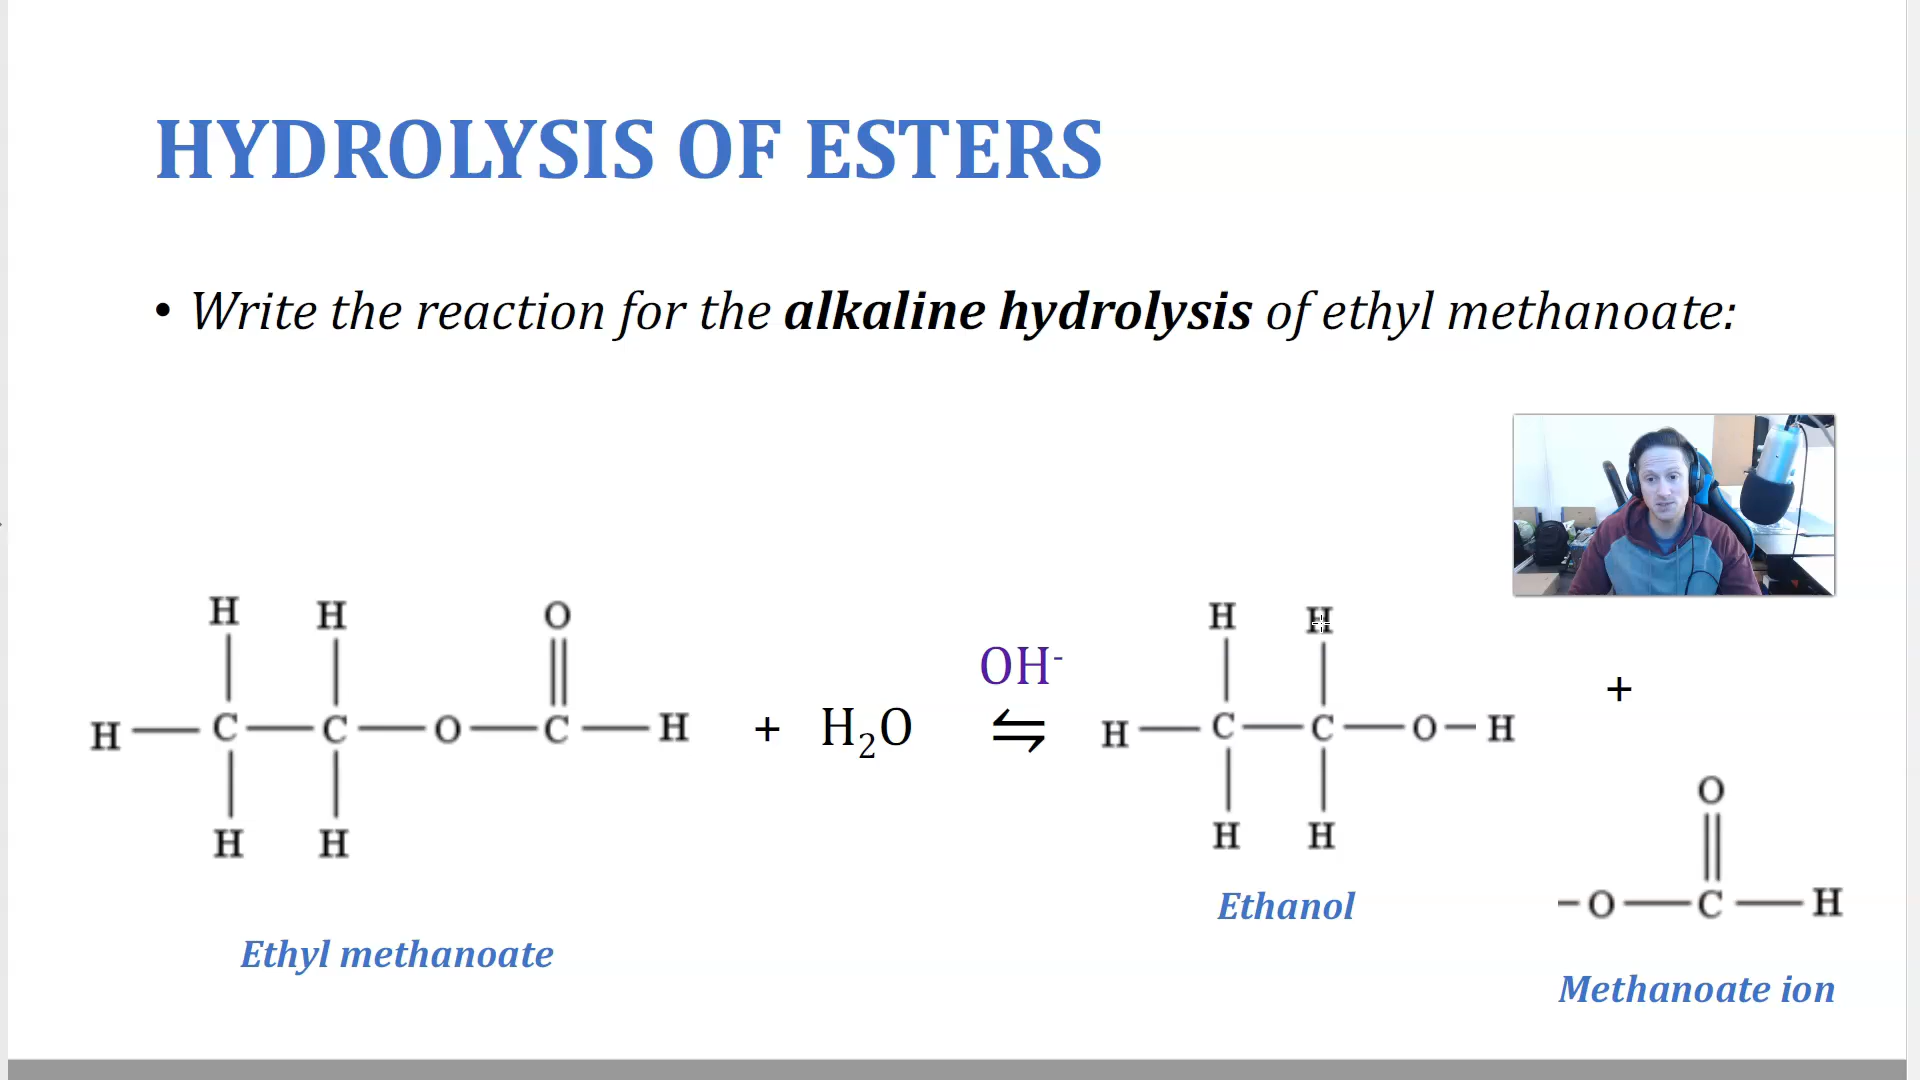 HYDROLYSIS OF ESTERS
• Write the reaction for the alkaline hydrolysis of ethyl methanoate:
H H O
H C C O C H
H H
+ H₂O
OH⁻
⇋
H H
H C C O H
H H
+
O
–O C H
Ethanol
Ethyl methanoate
Methanoate ion